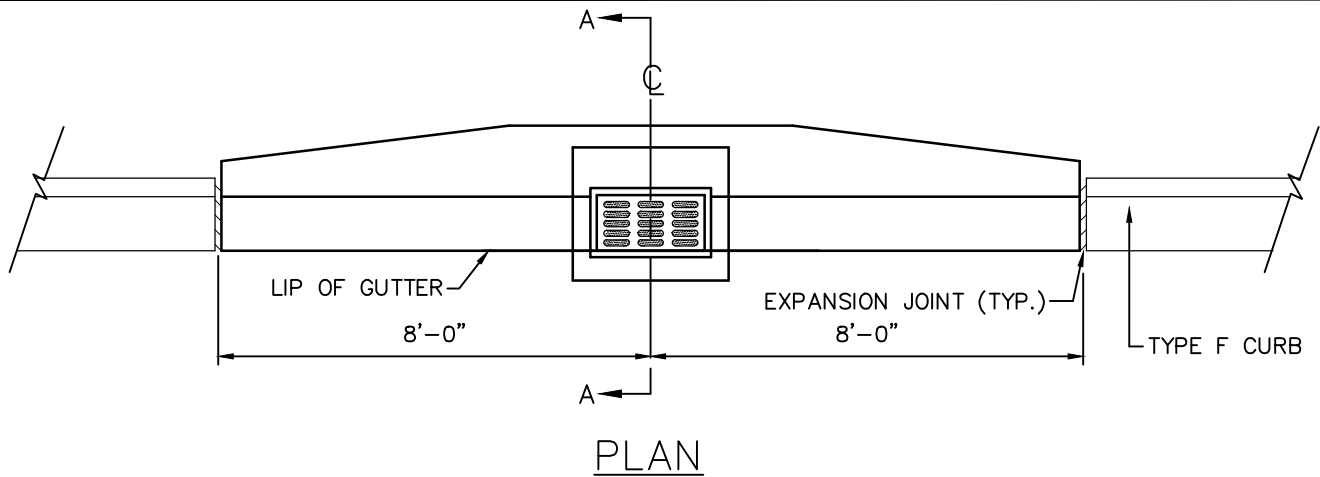 A
℄
LIP OF GUTTER
EXPANSION JOINT (TYP.)
8'-0"
8'-0"
TYPE F CURB
A
PLAN